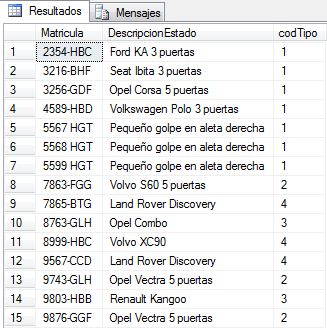 Resultados Mensajes
Matricula DescripcionEstado codTipo
1 2354-HBC Ford KA 3 puertas 1
2 3216-BHF Seat Ibita 3 puertas 1
3 3256-GDF Opel Corsa 5 puertas 1
4 4589-HBD Volkswagen Polo 3 puertas 1
5 5567 HGT Pequeño golpe en aleta derecha 1
6 5568 HGT Pequeño golpe en aleta derecha 1
7 5599 HGT Pequeño golpe en aleta derecha 1
8 7863-FGG Volvo S60 5 puertas 2
9 7865-BTG Land Rover Discovery 4
10 8763-GLH Opel Combo 3
11 8999-HBC Volvo XC90 4
12 9567-CCD Land Rover Discovery 4
13 9743-GLH Opel Vectra 5 puertas 2
14 9803-HBB Renault Kangoo 3
15 9876-GGF Opel Vectra 5 puertas 2